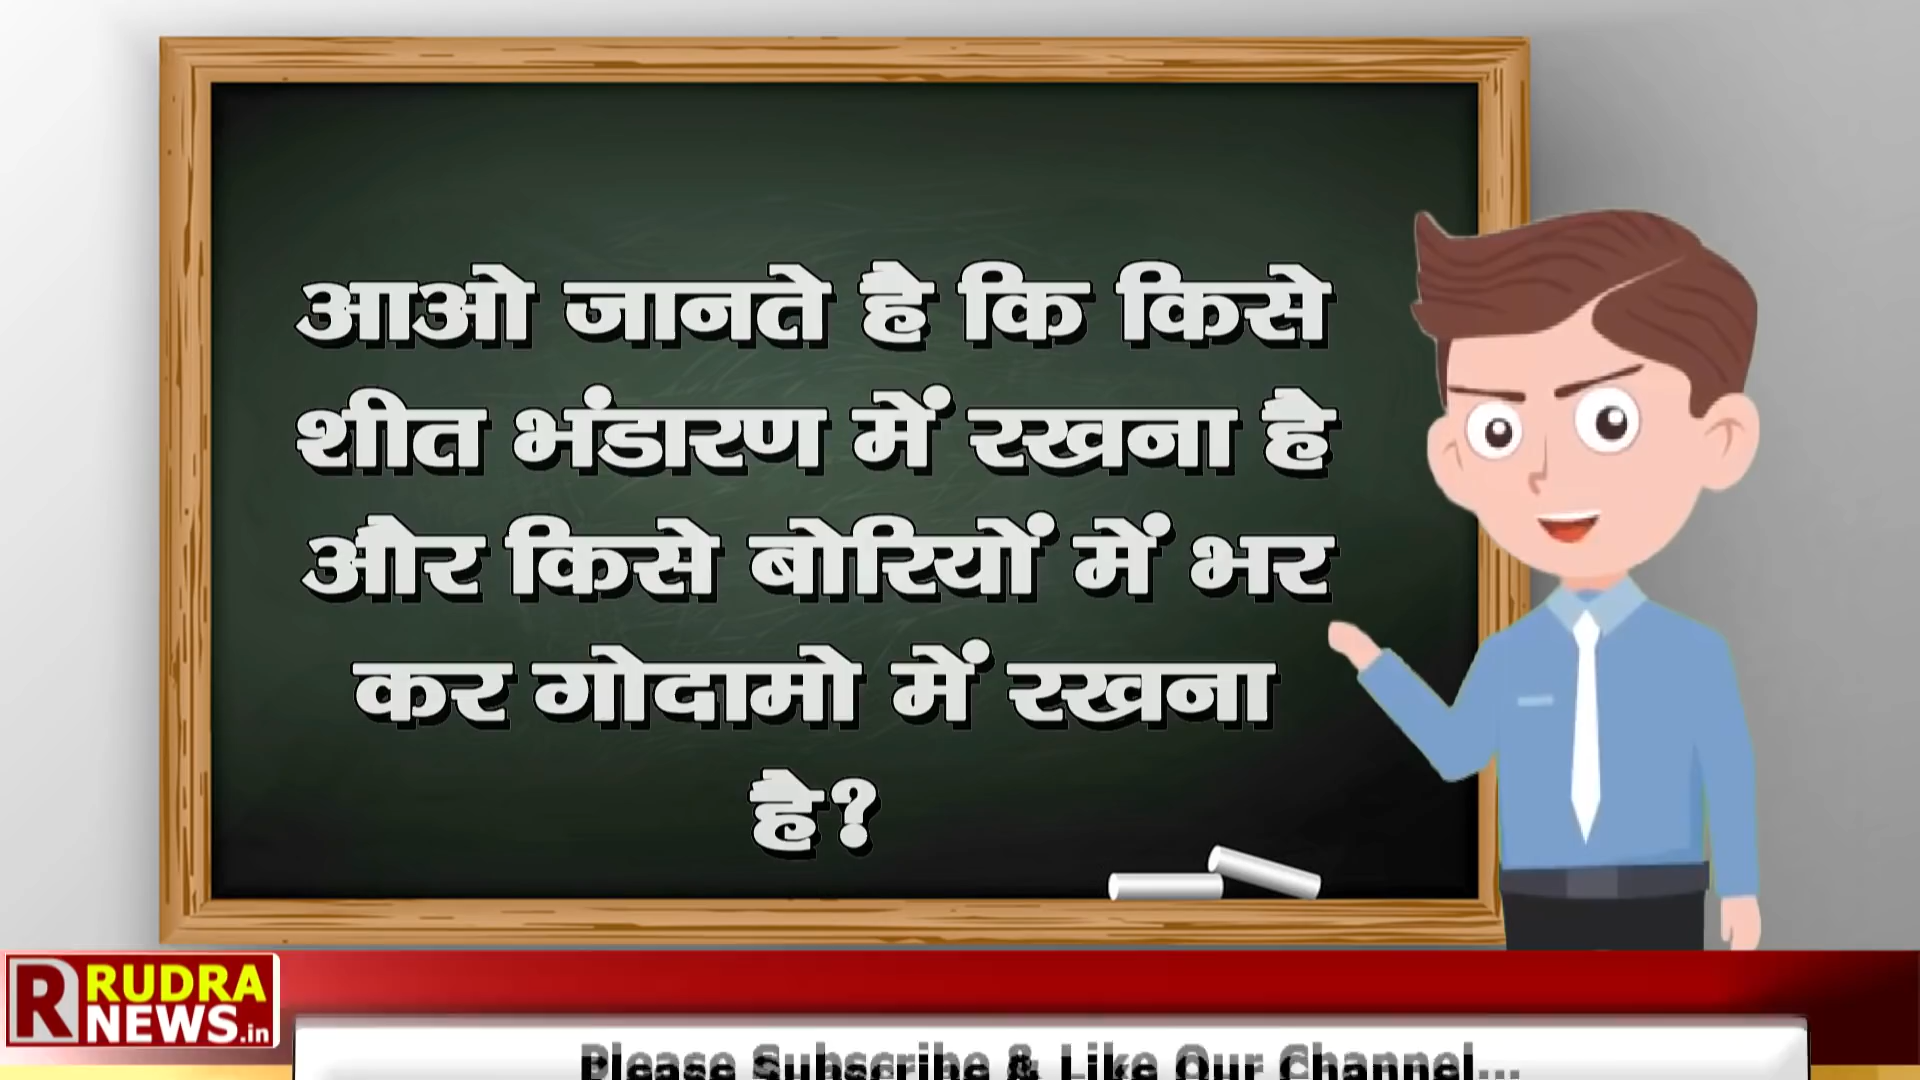 आओ जानते है कि किसे
शीत भंडारण में रखना है
और किसे बोरियों में भर
कर गोदामो में रखना
है?
R RUDRA
NEWS.in
Please Subscribe & Like Our Channel...